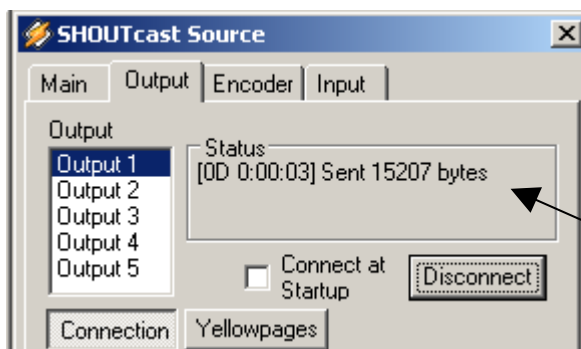 SHOUTcast Source
Main Output Encoder Input
Output
Output 1
Output 2
Output 3
Output 4
Output 5
Status
[0D 0:00:03] Sent 15207 bytes
Connect at
Startup
Disconnect
Connection Yellowpages